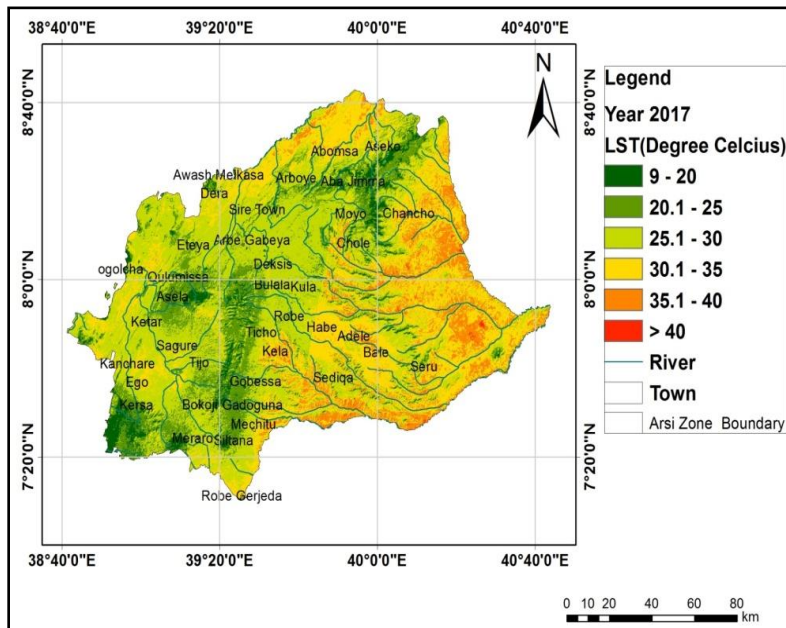 38°40'0"E 39°20'0"E 40°0'0"E 40°40'0"E
8°40'0"N 8°40'0"N
8°0'0"N 8°0'0"N
7°20'0"N 7°20'0"N
N
Abomsa
Aseko
Awash Melkasa
Arboye
Aba Jimma
Dera
Sire Town
Moyo
Chancho
Eteya
Arbe Gabeya
Chole
Deksis
ogolcha
Qulumissa
Bulala
Kula
Asela
Ketar
Robe
Habe
Ticho
Adele
Sagure
Kela
Bale
Kanchare
Tijo
Seru
Ego
Gobessa
Sediqa
Kersa
Bokoji
Gadoguna
Mechitu
Meraro
Siltana
Robe Gerjeda
38°40'0"E 39°20'0"E 40°0'0"E 40°40'0"E
Legend
Year 2017
LST(Degree Celcius)
9 - 20
20.1 - 25
25.1 - 30
30.1 - 35
35.1 - 40
> 40
River
Town
Arsi Zone Boundary
0 10 20 40 60 80
km